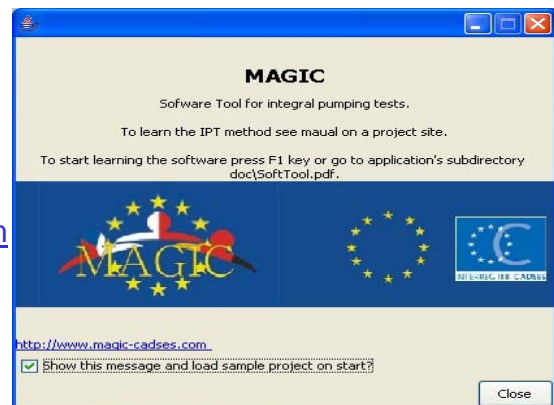 MAGIC
Sofware Tool for integral pumping tests.
To learn the IPT method see maual on a project site.
To start learning the software press F1 key or go to application's subdirectory
doc\SoftTool.pdf.
n
MAGIC
INTERREG III B CADSES
http://www.magic-cadses.com
Show this message and load sample project on start?
Close